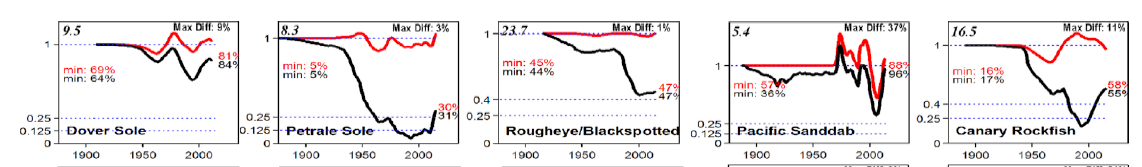 9.5 Max Diff: 9%
1
81%
84%
min: 69%
min: 64%
0.25
0.125
0
Dover Sole
1900 1950 2000
8.3 Max Diff: 3%
1
min: 5%
min: 5%
30%
31%
0.25
0.125
0
Petrale Sole
1900 1950 2000
23.7 Max Diff: 1%
1
min: 45%
min: 44%
47%
47%
0.4
0.25
Rougheye/Blackspotted
1900 1950 2000
5.4 Max Diff: 37%
1
88%
96%
min: 57%
min: 36%
0.25
0.125
0
Pacific Sanddab
1900 1950 2000
16.5 Max Diff: 11%
1
min: 16%
min: 17%
58%
55%
0.4
0.25
0
Canary Rockfish
1900 1950 2000